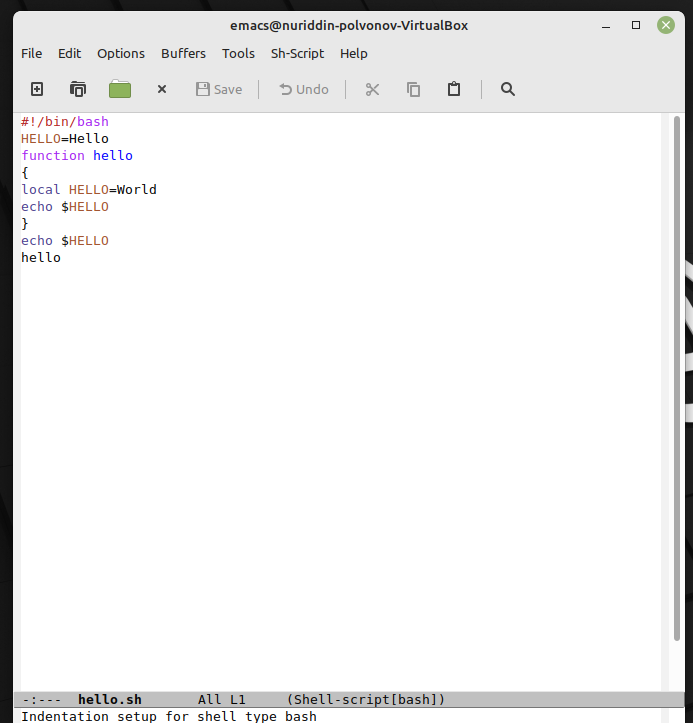 emacs@nuriddin-polvonov-VirtualBox
File Edit Options Buffers Tools Sh-Script Help
Save Undo
#!/bin/bash
HELLO=Hello
function hello
{
local HELLO=World
echo $HELLO
}
echo $HELLO
hello
-:--- hello.sh All L1 (Shell-script[bash])
Indentation setup for shell type bash